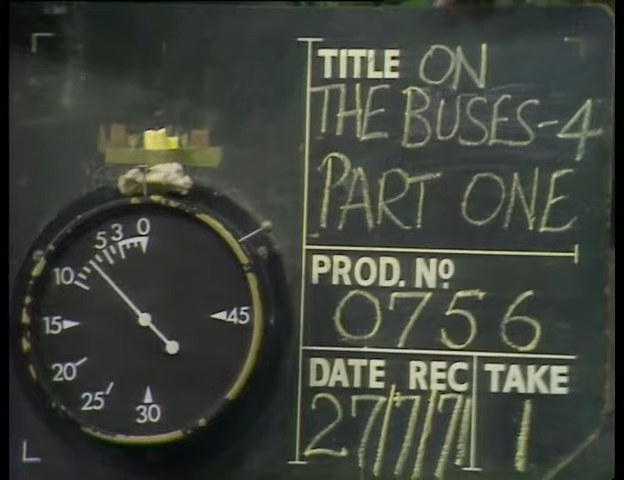 TITLE ON
THE BUSES-4
PART ONE
PROD. Nº
0756
DATE REC
27/7/71
TAKE
1
0
3
5
10
15
20
25
30
45